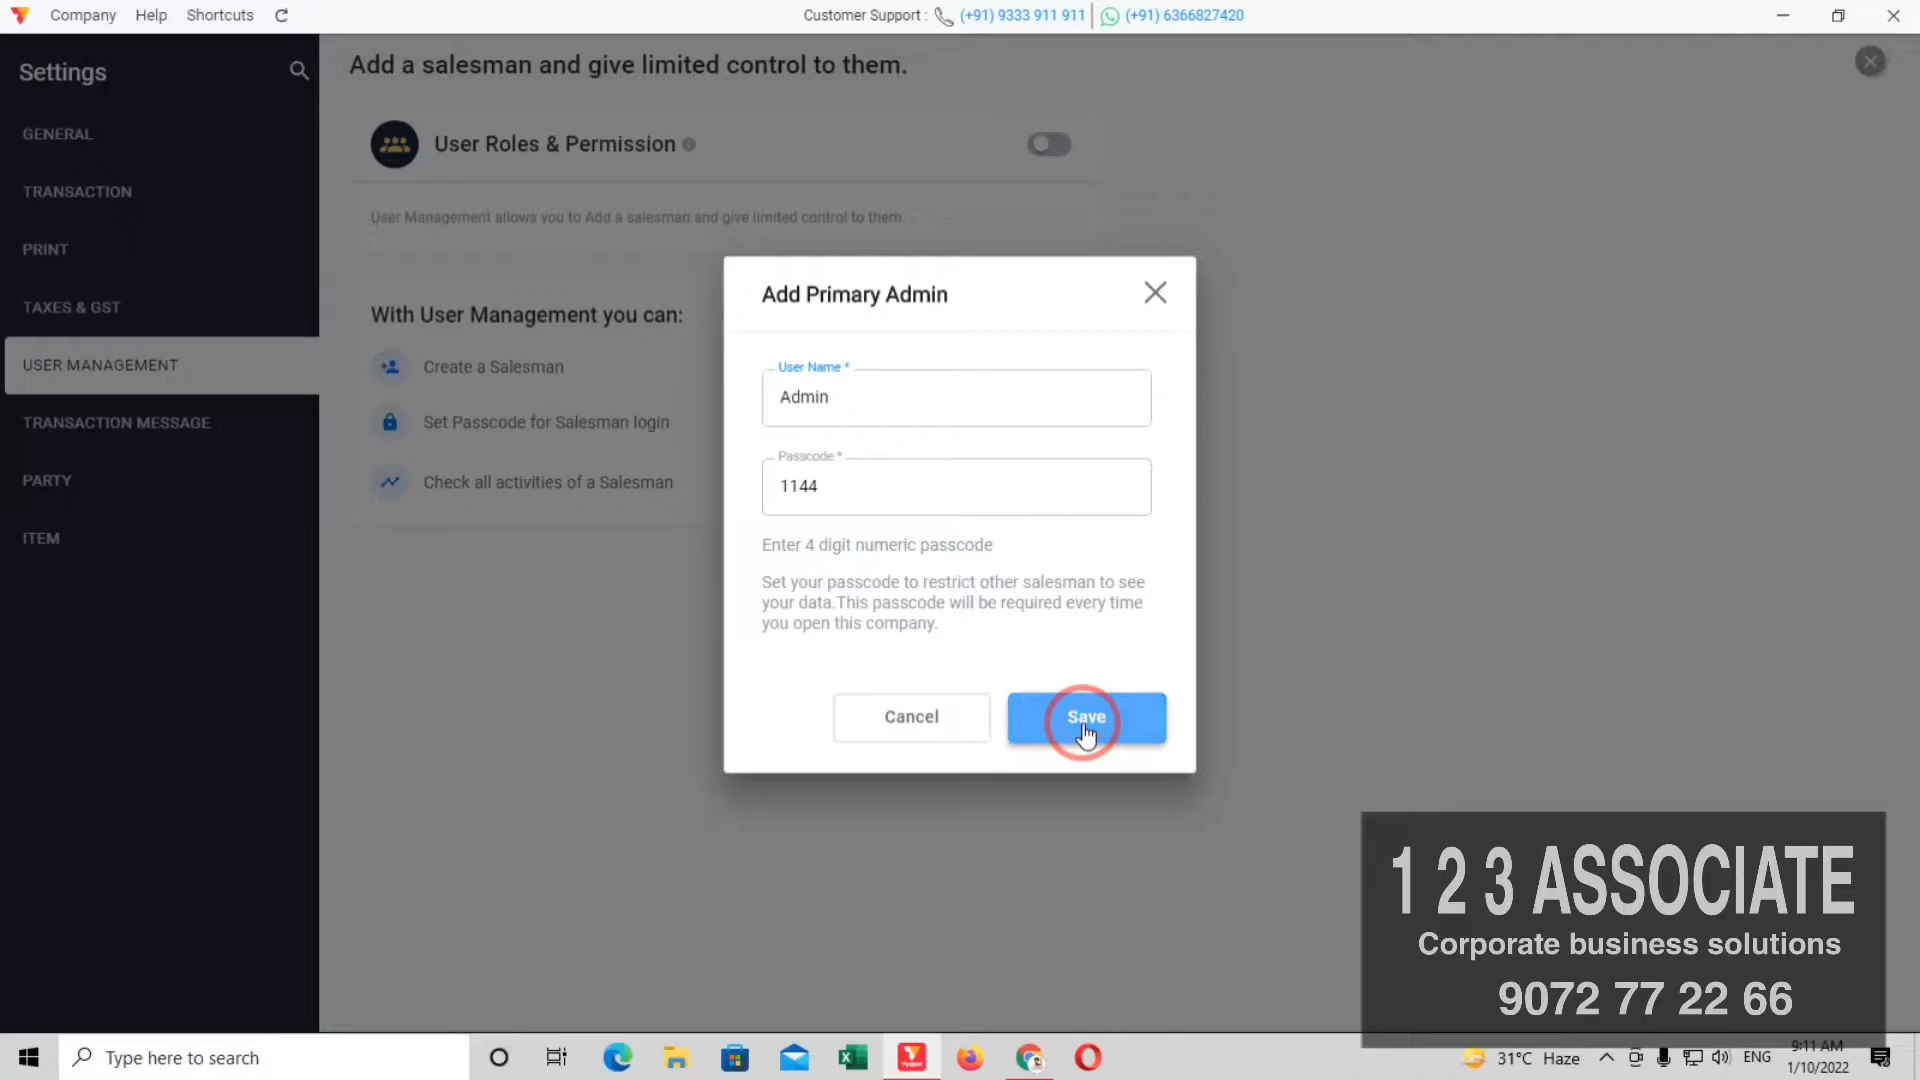 Company Help Shortcuts
Customer Support : (+91) 9333 911 911 (+91) 6366827420
Settings
GENERAL
TRANSACTION
PRINT
TAXES & GST
USER MANAGEMENT
TRANSACTION MESSAGE
PARTY
ITEM
Add a salesman and give limited control to them.
User Roles & Permission
User Management allows you to Add a salesman and give limited control to them.
With User Management you can:
Create a Salesman
Set Passcode for Salesman login
Check all activities of a Salesman
Add Primary Admin
User Name *
Admin
Passcode *
1144
Enter 4 digit numeric passcode
Set your passcode to restrict other salesman to see
your data.This passcode will be required every time
you open this company.
Cancel
Save
1 2 3 ASSOCIATE
Corporate business solutions
9072 77 22 66
Type here to search
31°C Haze
ENG
9:11 AM
1/10/2022